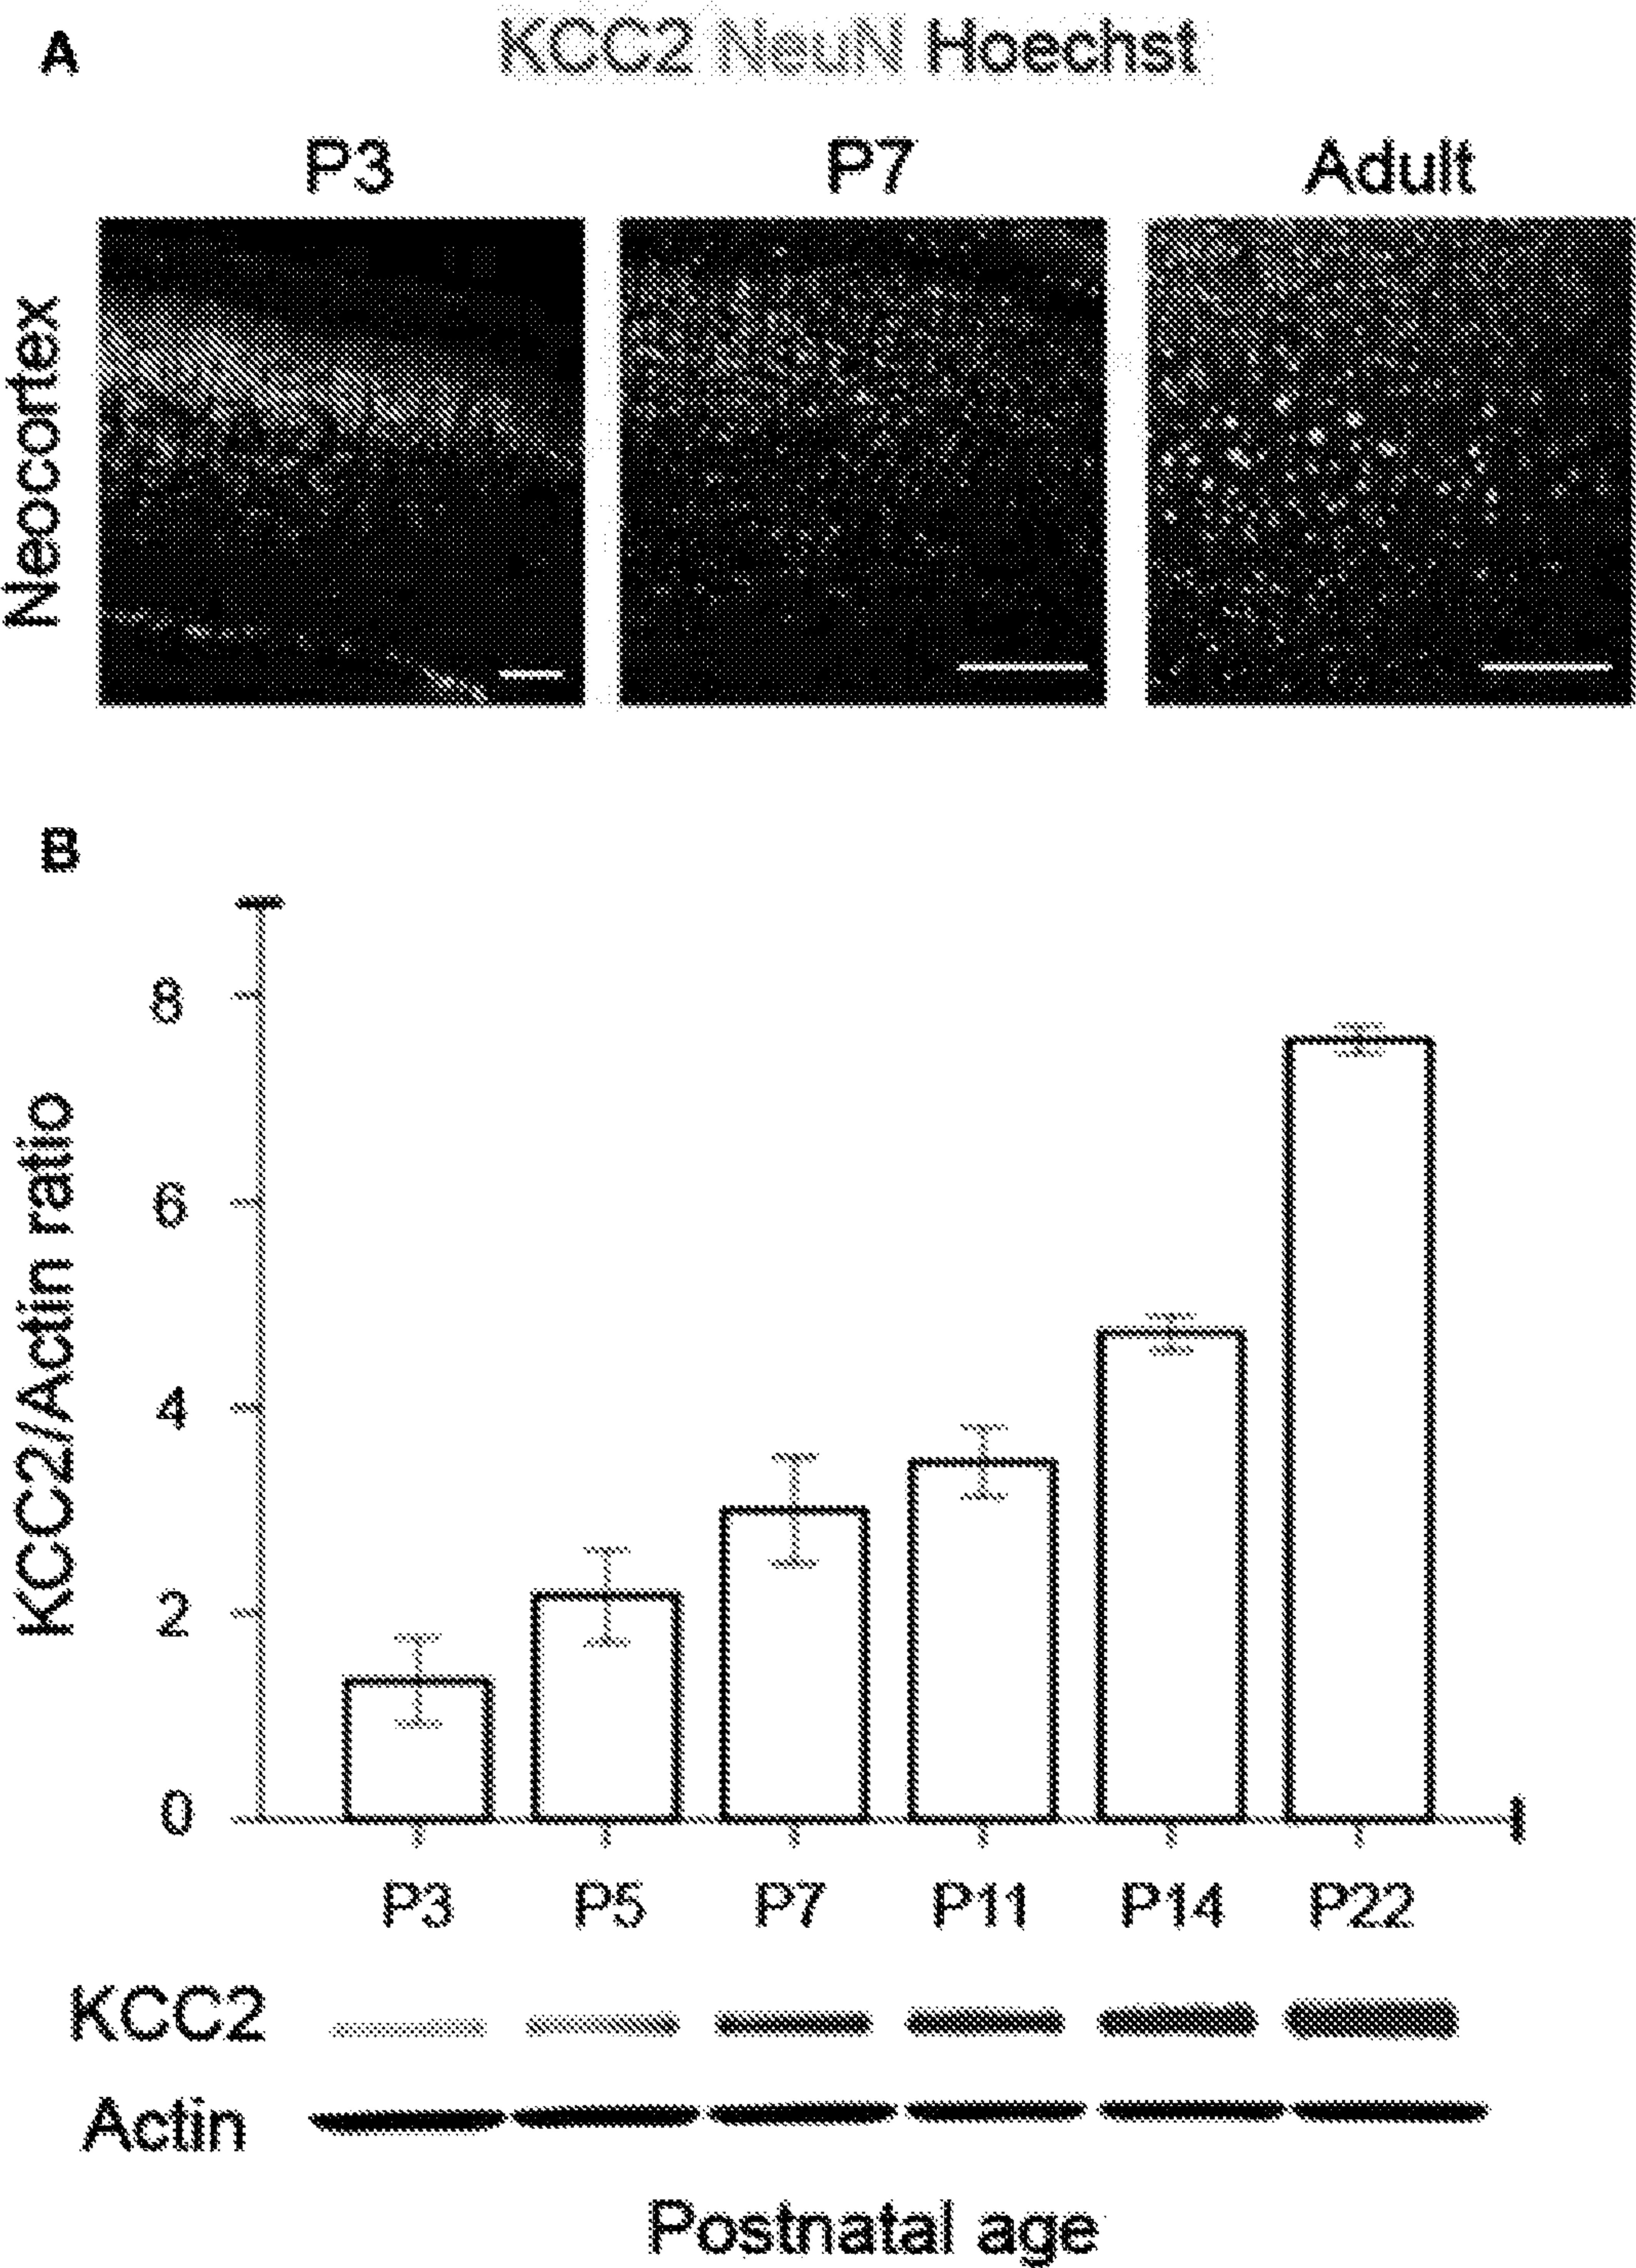 A
KCC2 NeuN Hoechst
P3 P7 Adult
Neocortex
B
KCC2/Actin ratio
8
6
4
2
0
P3 P5 P7 P11 P14 P22
KCC2
Actin
Postnatal age